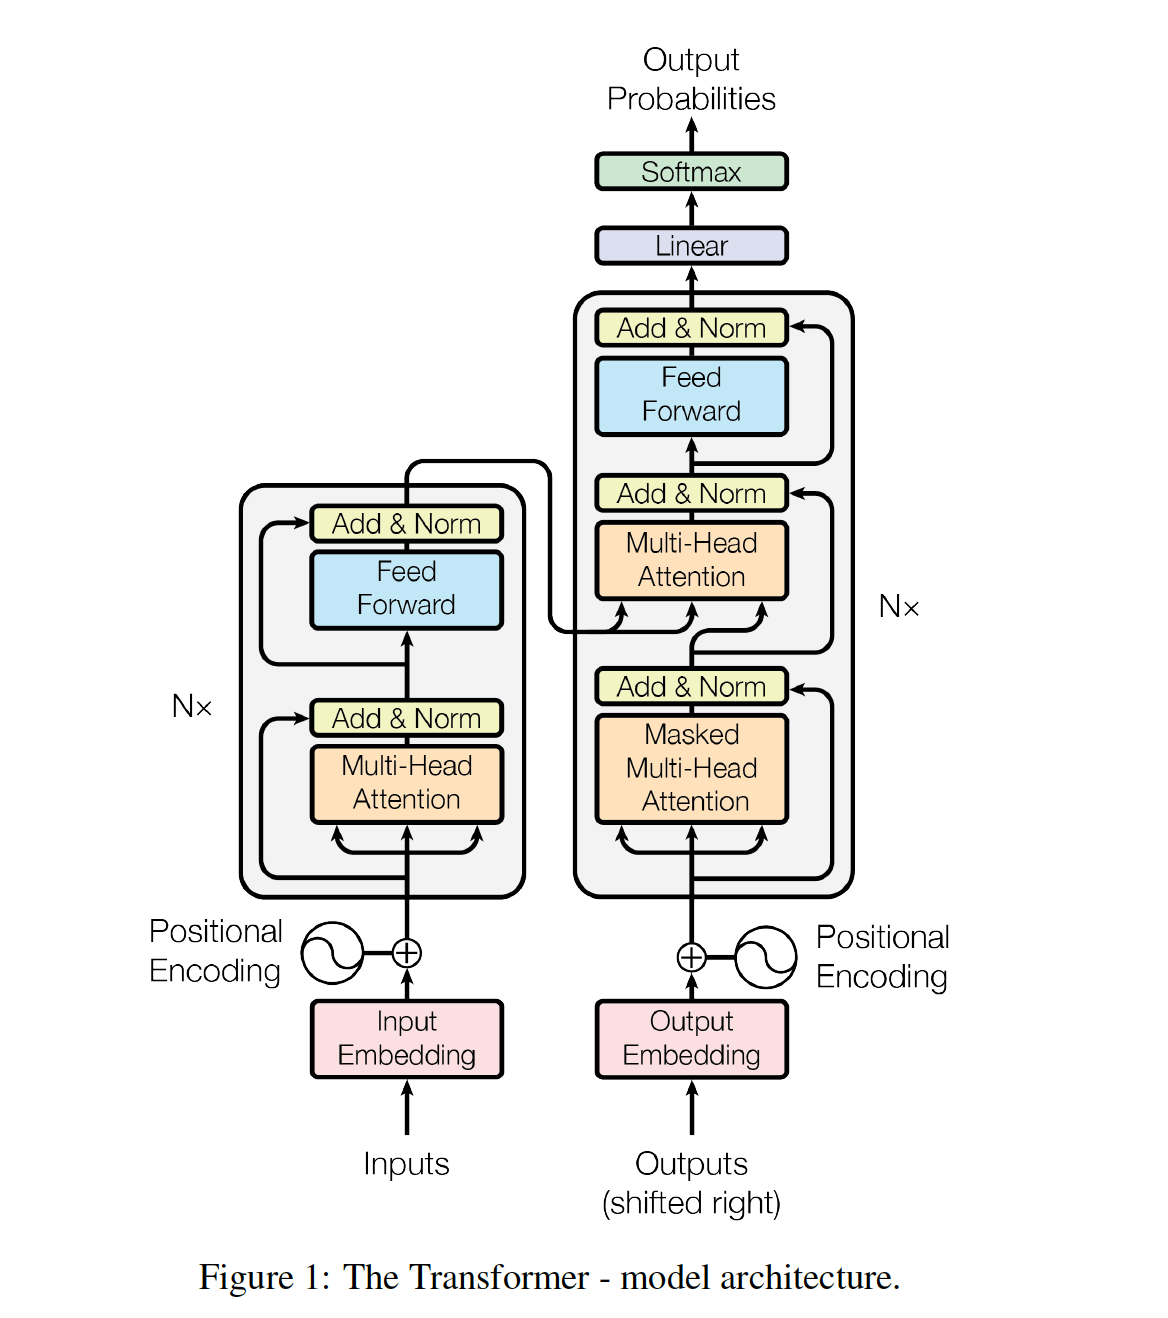 Output
Probabilities
Softmax
Linear
Add & Norm
Feed
Forward
Add & Norm
Multi-Head
Attention
Nx
Add & Norm
Masked
Multi-Head
Attention
Add & Norm
Feed
Forward
Nx
Add & Norm
Multi-Head
Attention
Positional
Encoding
Positional
Encoding
Input
Embedding
Output
Embedding
Inputs
Outputs
(shifted right)
Figure 1: The Transformer - model architecture.